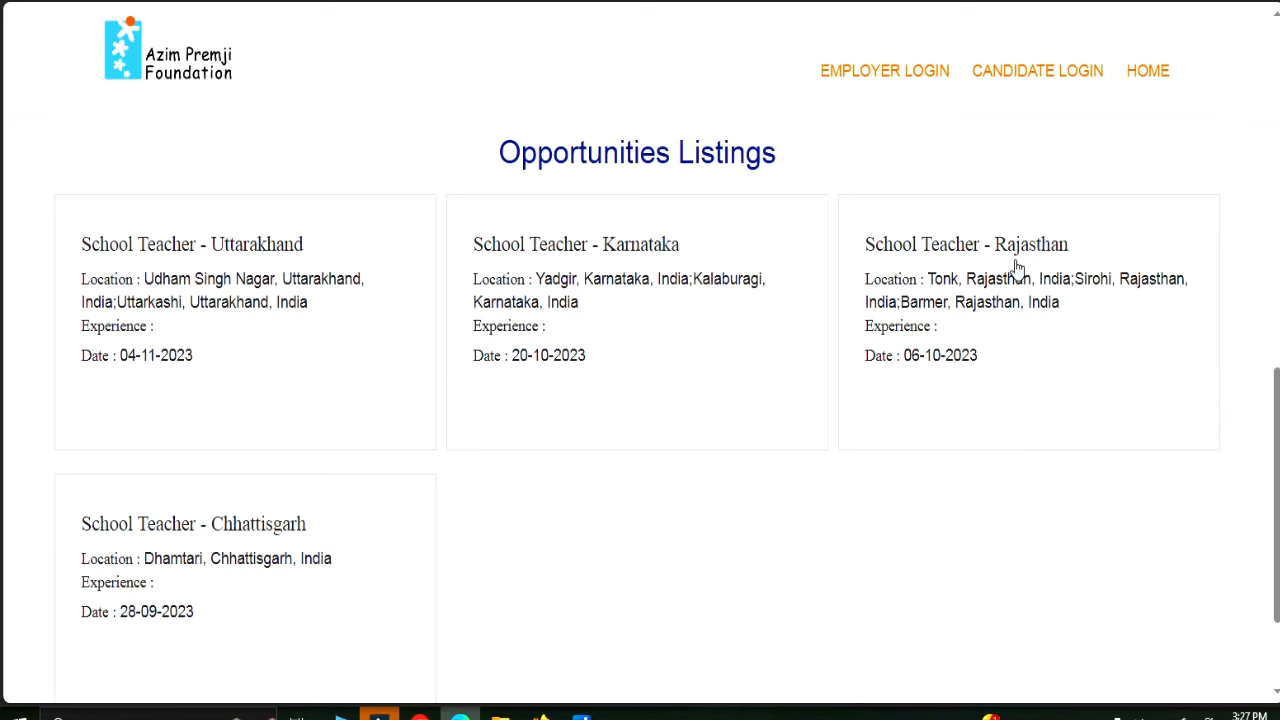 Azim Premji
Foundation
EMPLOYER LOGIN CANDIDATE LOGIN HOME
Opportunities Listings
School Teacher - Uttarakhand
Location : Udham Singh Nagar, Uttarakhand,
India;Uttarkashi, Uttarakhand, India
Experience :
Date : 04-11-2023
School Teacher - Karnataka
Location : Yadgir, Karnataka, India;Kalaburagi,
Karnataka, India
Experience :
Date : 20-10-2023
School Teacher - Rajasthan
Location : Tonk, Rajasthan, India;Sirohi, Rajasthan,
India;Barmer, Rajasthan, India
Experience :
Date : 06-10-2023
School Teacher - Chhattisgarh
Location : Dhamtari, Chhattisgarh, India
Experience :
Date : 28-09-2023
3:27 PM